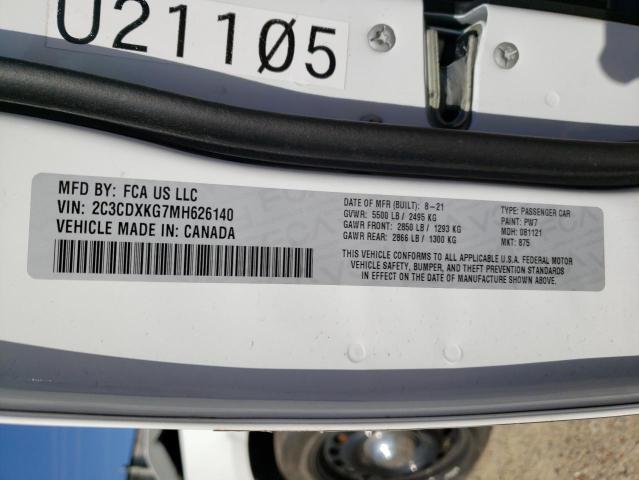 U211Ø5
MFD BY: FCA US LLC
VIN: 2C3CDXKG7MH626140
VEHICLE MADE IN: CANADA
DATE OF MFR (BUILT): 8-21
GVWR: 5500 LB / 2495 KG
GAWR FRONT: 2850 LB / 1293 KG
GAWR REAR: 2866 LB / 1300 KG
TYPE: PASSENGER CAR
PAINT: PW7
MDH: 081121
MKT: 875
THIS VEHICLE CONFORMS TO ALL APPLICABLE U.S.A. FEDERAL MOTOR
VEHICLE SAFETY, BUMPER, AND THEFT PREVENTION STANDARDS
IN EFFECT ON THE DATE OF MANUFACTURE SHOWN ABOVE.